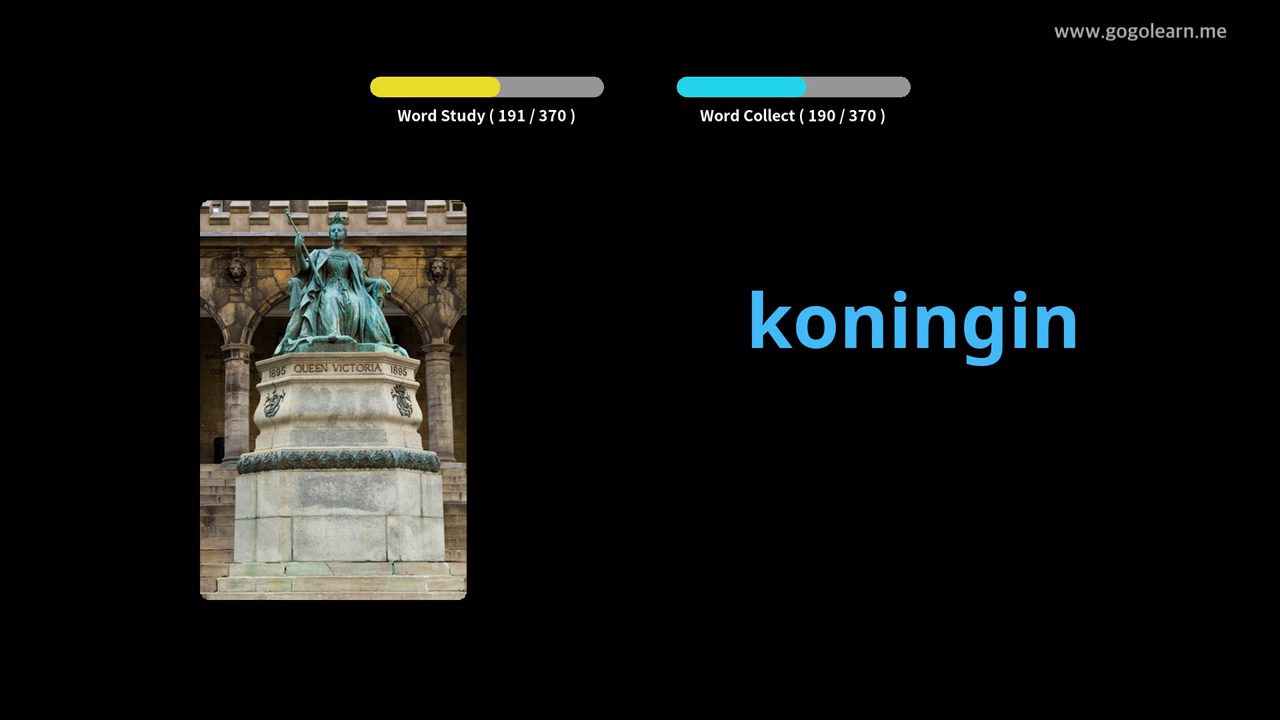 www.gogolearn.me
Word Study ( 191 / 370 )
Word Collect ( 190 / 370 )
koningin
1895 QUEEN VICTORIA 1895